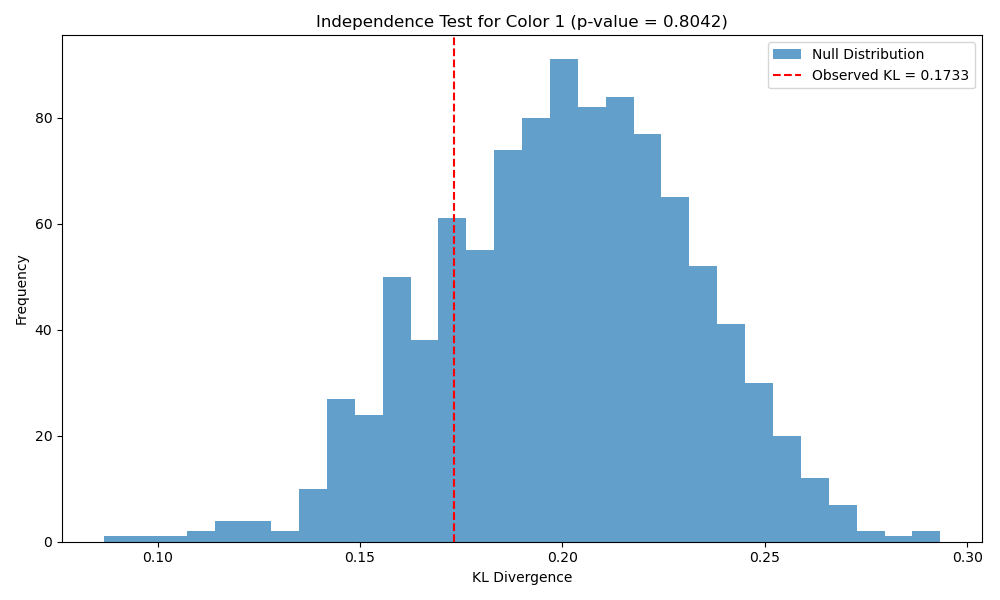 Independence Test for Color 1 (p-value = 0.8042)
Null Distribution
Observed KL = 0.1733
Frequency
80
60
40
20
0
0.10 0.15 0.20 0.25 0.30
KL Divergence